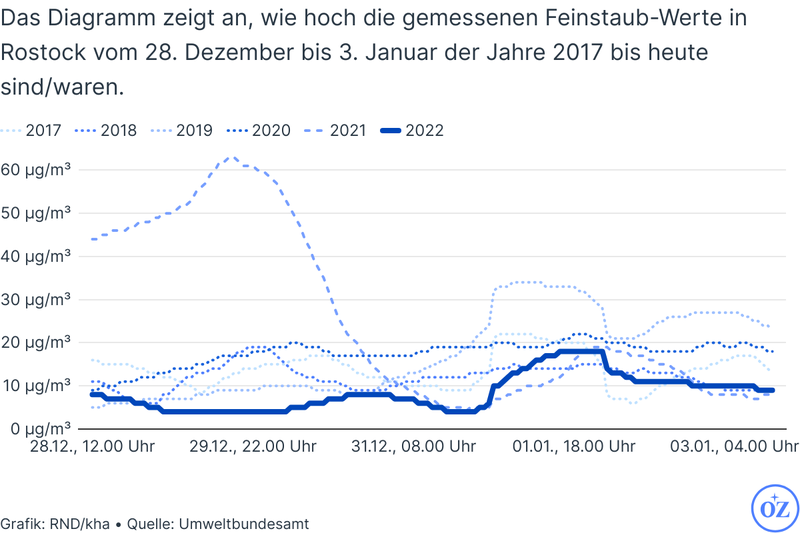 Das Diagramm zeigt an, wie hoch die gemessenen Feinstaub-Werte in
Rostock vom 28. Dezember bis 3. Januar der Jahre 2017 bis heute
sind/waren.
2017 2018 2019 2020 2021 2022
60 µg/m³
50 µg/m³
40 µg/m³
30 µg/m³
20 µg/m³
10 µg/m³
0 µg/m³
28.12., 12.00 Uhr 29.12., 22.00 Uhr 31.12., 08.00 Uhr 01.01., 18.00 Uhr 03.01., 04.00 Uhr
OZ
Grafik: RND/kha • Quelle: Umweltbundesamt